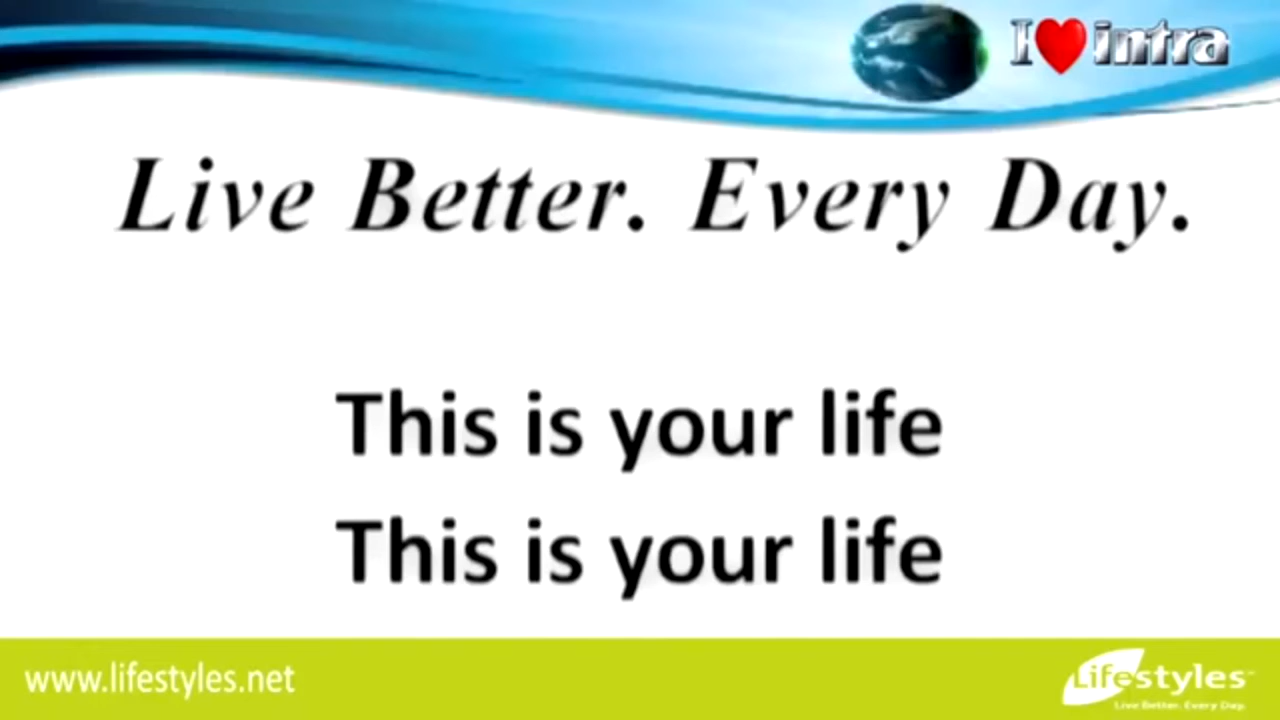 I ❤ intra
Live Better. Every Day.
This is your life
This is your life
www.lifestyles.net
Lifestyles™
Live Better. Every Day.